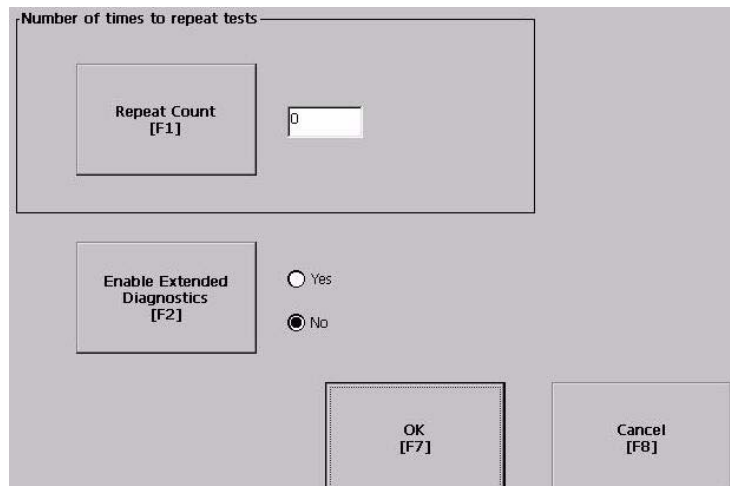 Number of times to repeat tests
Repeat Count
[F1]
0
Enable Extended
Diagnostics
[F2]
Yes
No
OK
[F7]
Cancel
[F8]